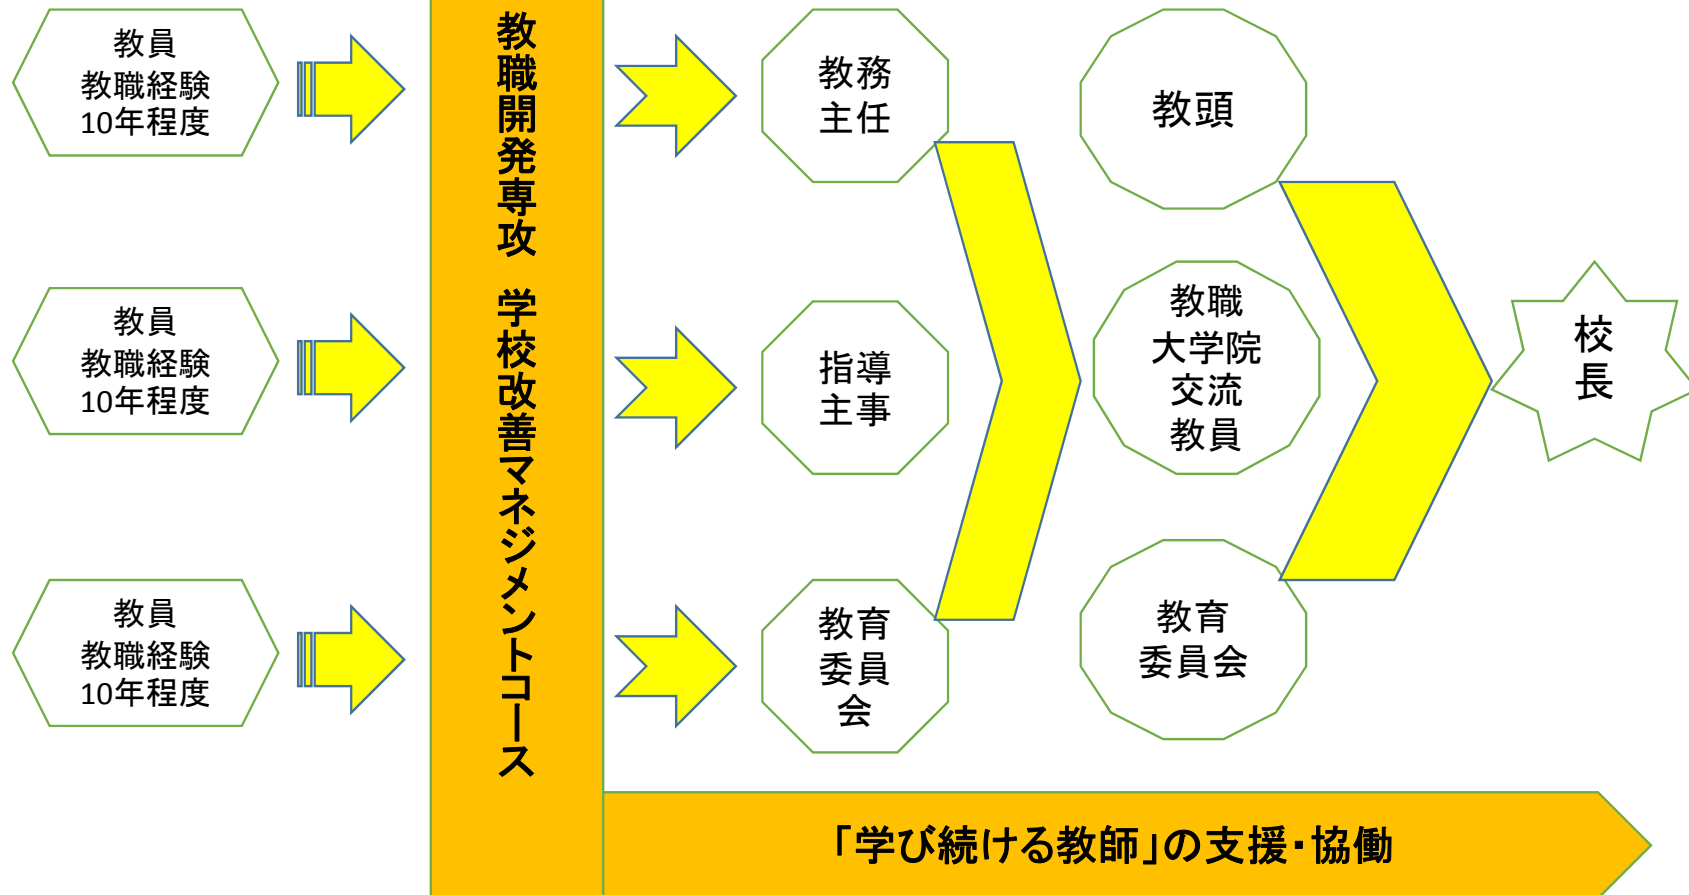 教員
教職経験
10年程度
教員
教職経験
10年程度
教員
教職経験
10年程度
教職開発専攻　学校改善マネジメントコース
教務
主任
指導
主事
教育
委員
会
教頭
教職
大学院
交流
教員
教育
委員会
校
長
「学び続ける教師」の支援・協働